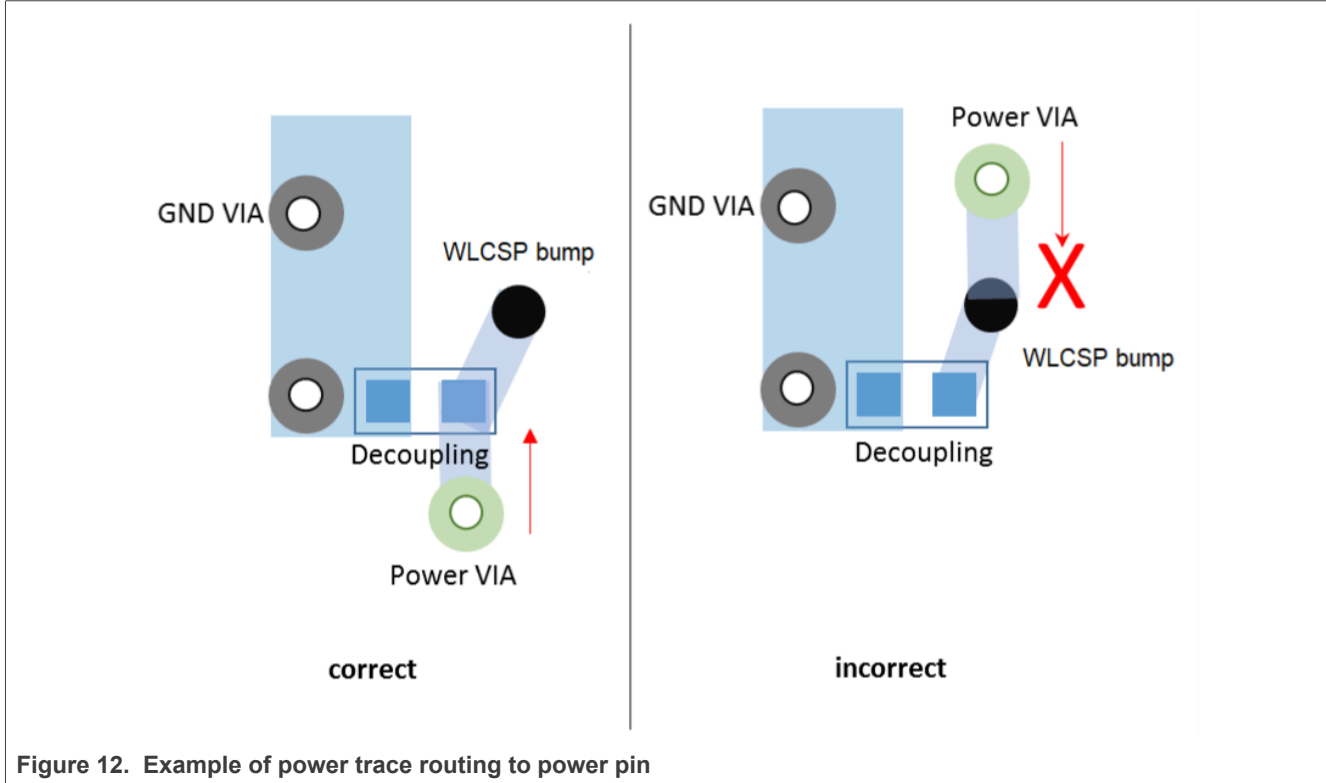 GND VIA
WLCSP bump
Decoupling
Power VIA
correct
Power VIA
GND VIA
X
WLCSP bump
Decoupling
incorrect
Figure 12. Example of power trace routing to power pin